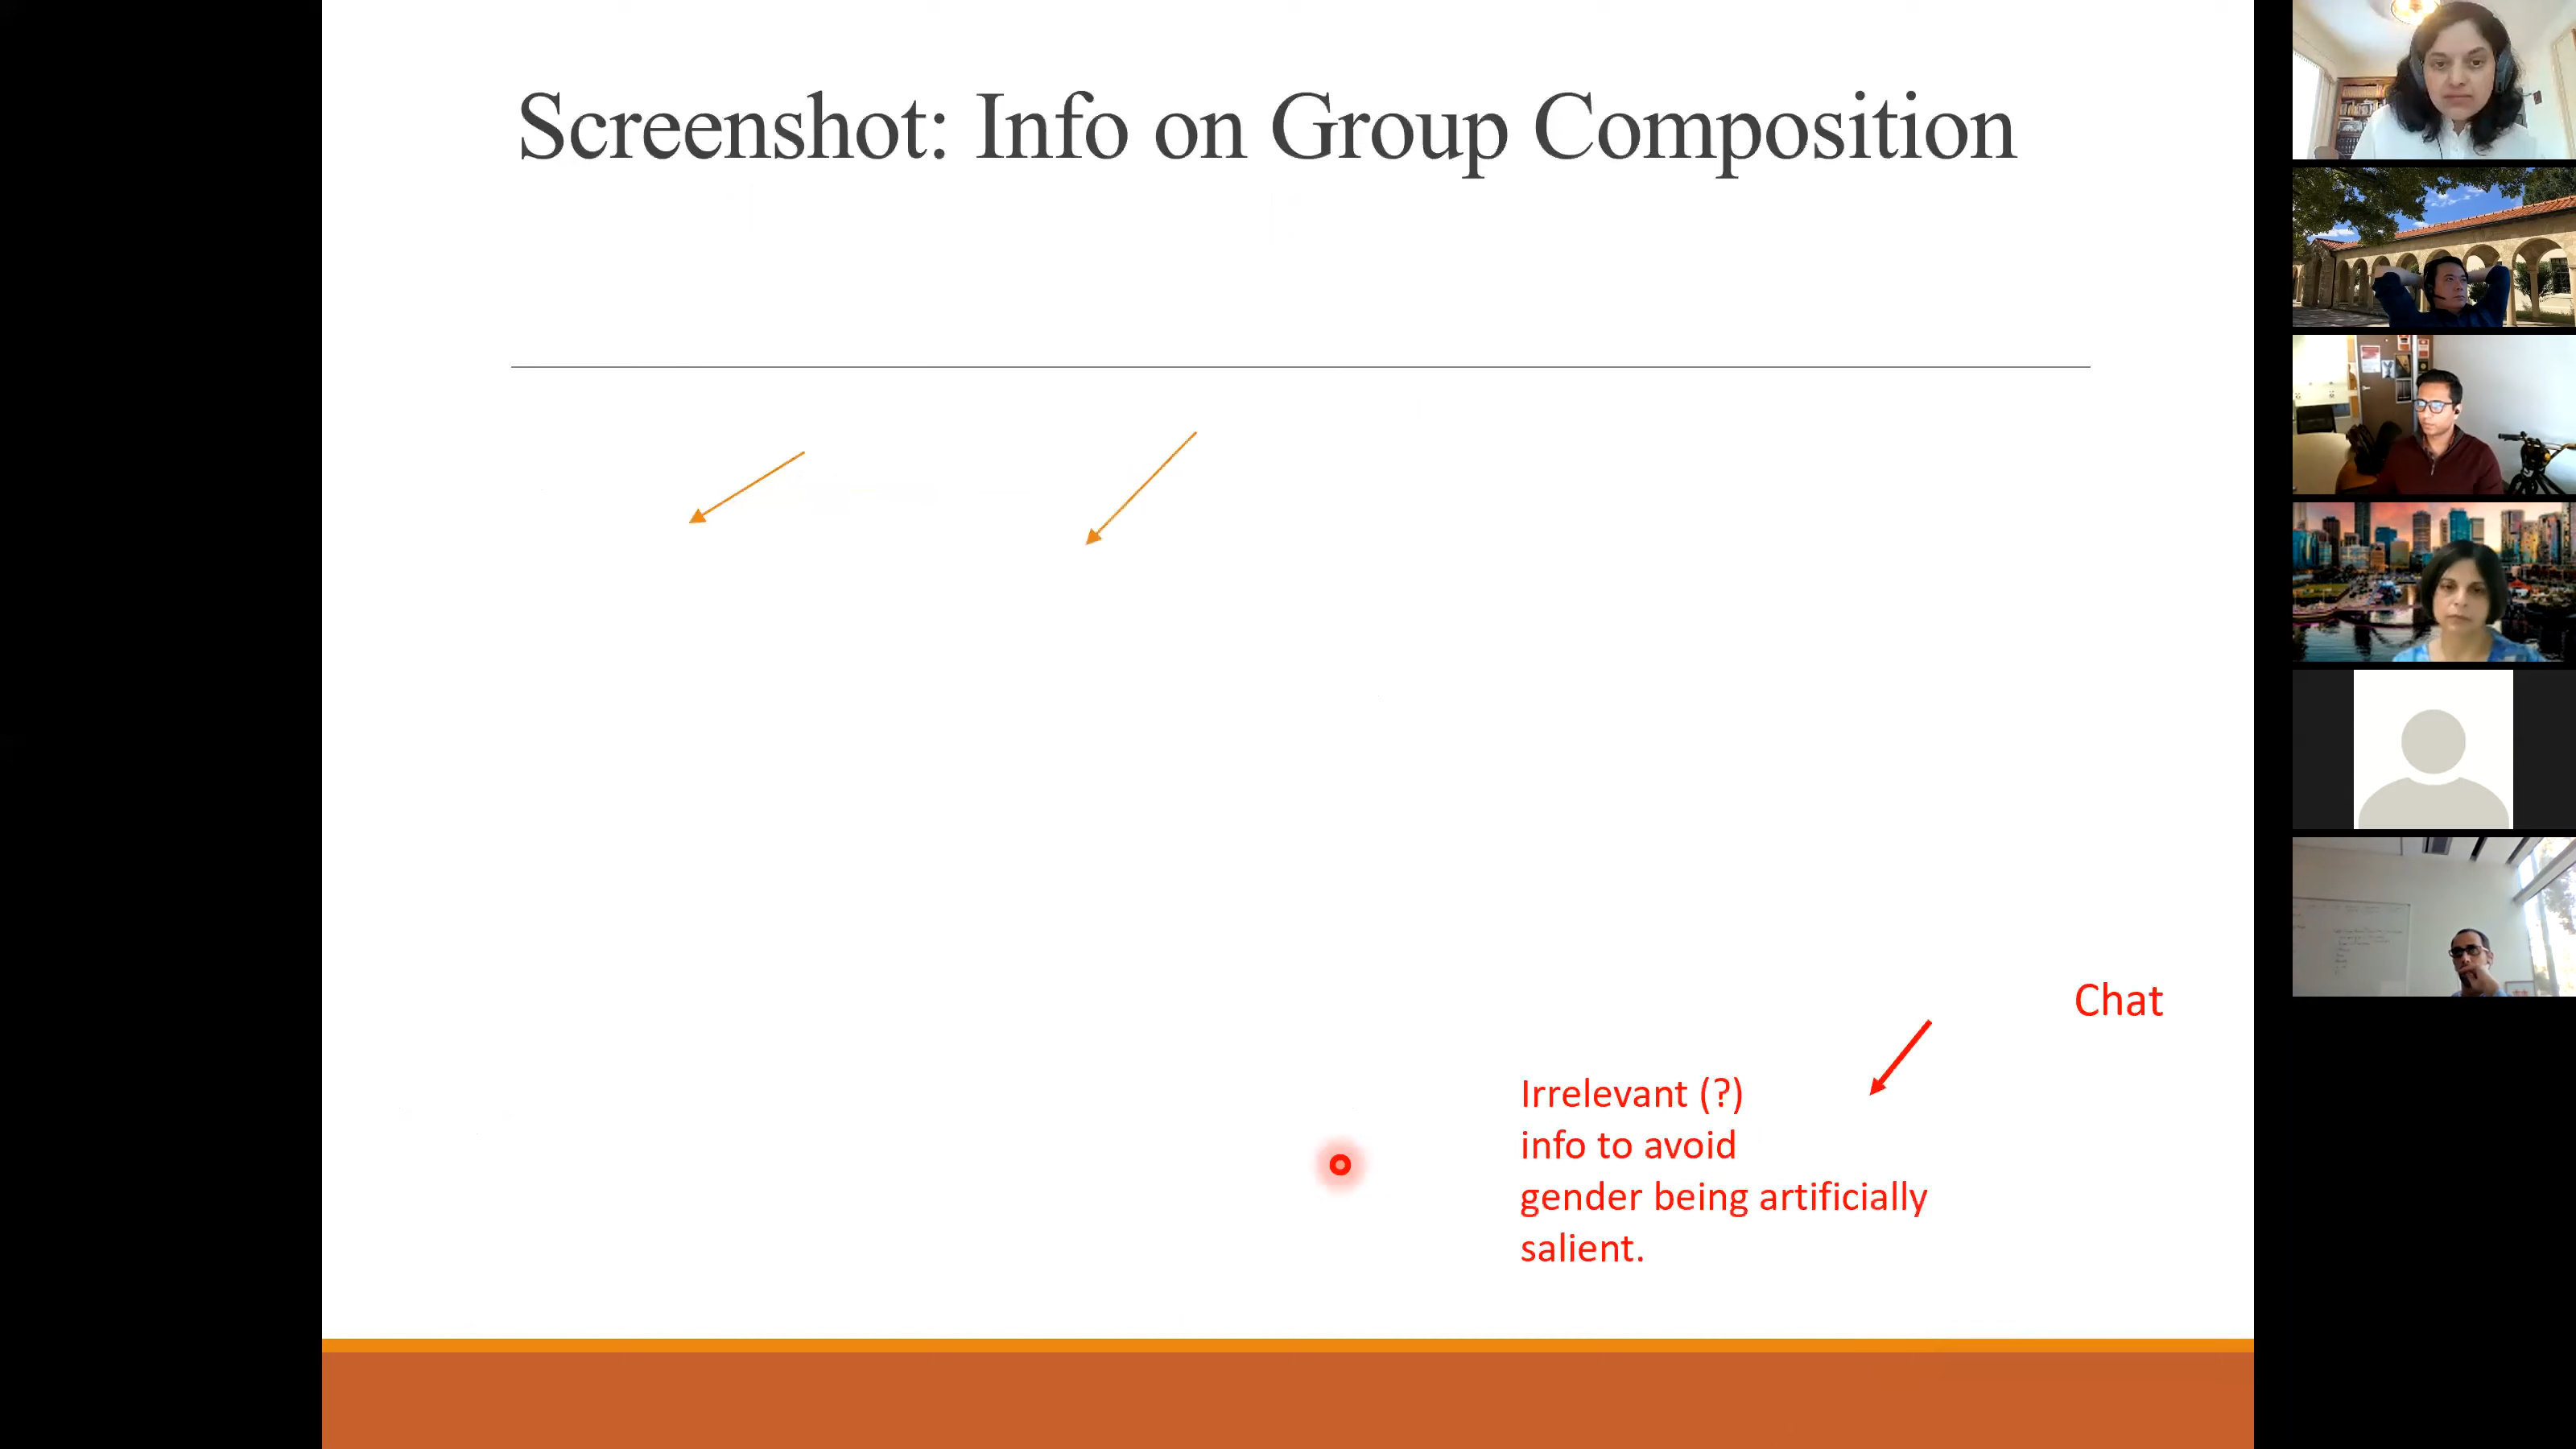 Screenshot: Info on Group Composition
Chat
Irrelevant (?)
info to avoid
gender being artificially
salient.